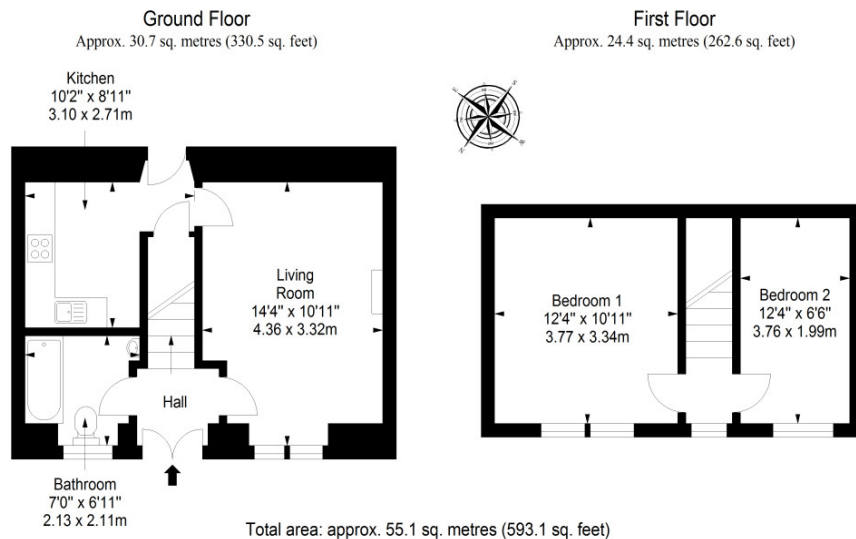 Ground Floor
Approx. 30.7 sq. metres (330.5 sq. feet)
Kitchen
10'2" x 8'11"
3.10 x 2.71m
Living
Room
14'4" x 10'11"
4.36 x 3.32m
Hall
Bathroom
7'0" x 6'11"
2.13 x 2.11m
First Floor
Approx. 24.4 sq. metres (262.6 sq. feet)
Bedroom 1
12'4" x 10'11"
3.77 x 3.34m
Bedroom 2
12'4" x 6'6"
3.76 x 1.99m
Total area: approx. 55.1 sq. metres (593.1 sq. feet)